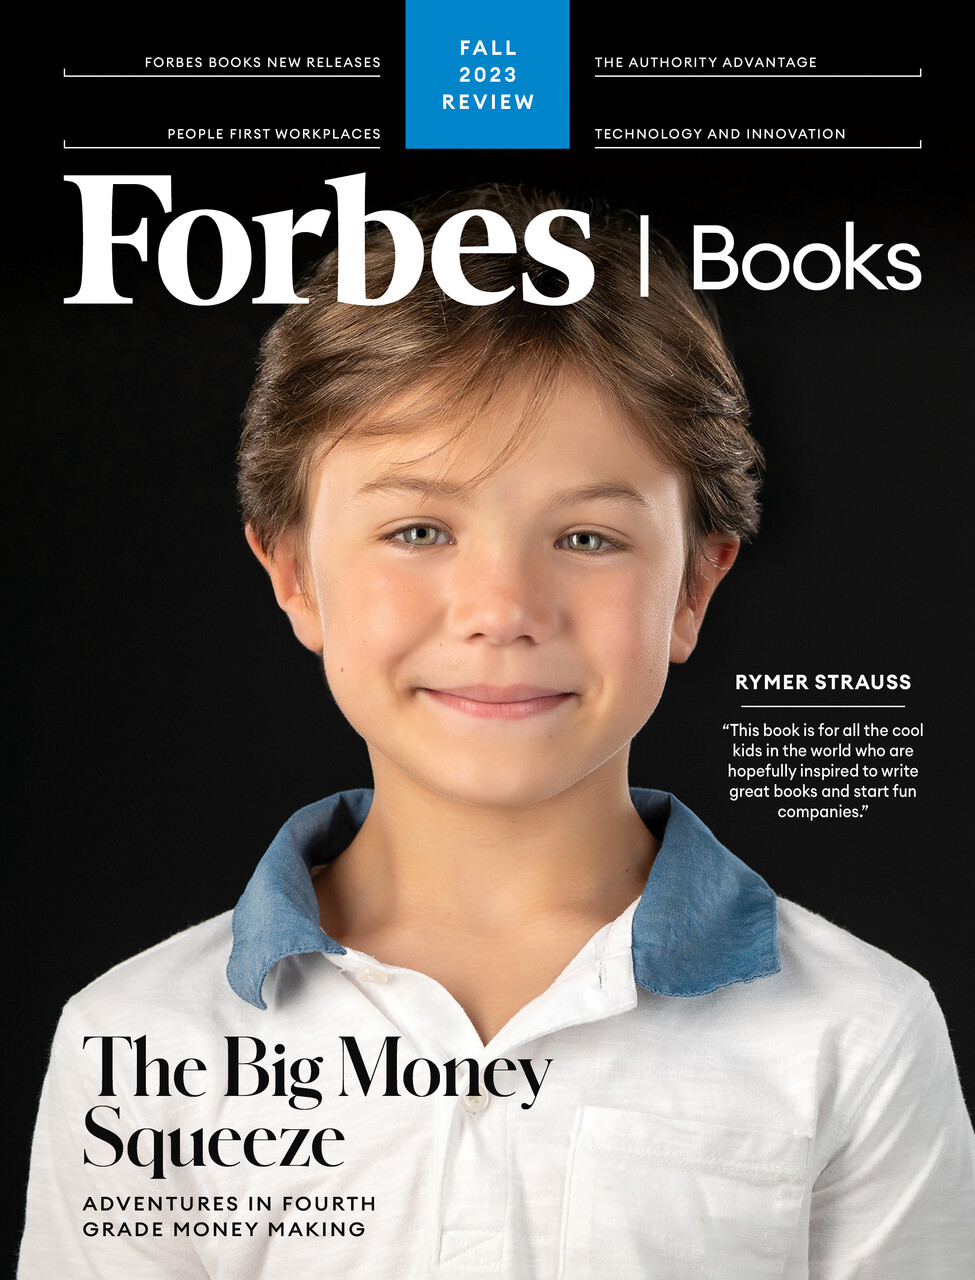 FALL
2023
REVIEW
FORBES BOOKS NEW RELEASES
THE AUTHORITY ADVANTAGE
PEOPLE FIRST WORKPLACES
TECHNOLOGY AND INNOVATION
Forbes | Books
RYMER STRAUSS
“This book is for all the cool
kids in the world who are
hopefully inspired to write
great books and start fun
companies.”
The Big Money
Squeeze
ADVENTURES IN FOURTH
GRADE MONEY MAKING